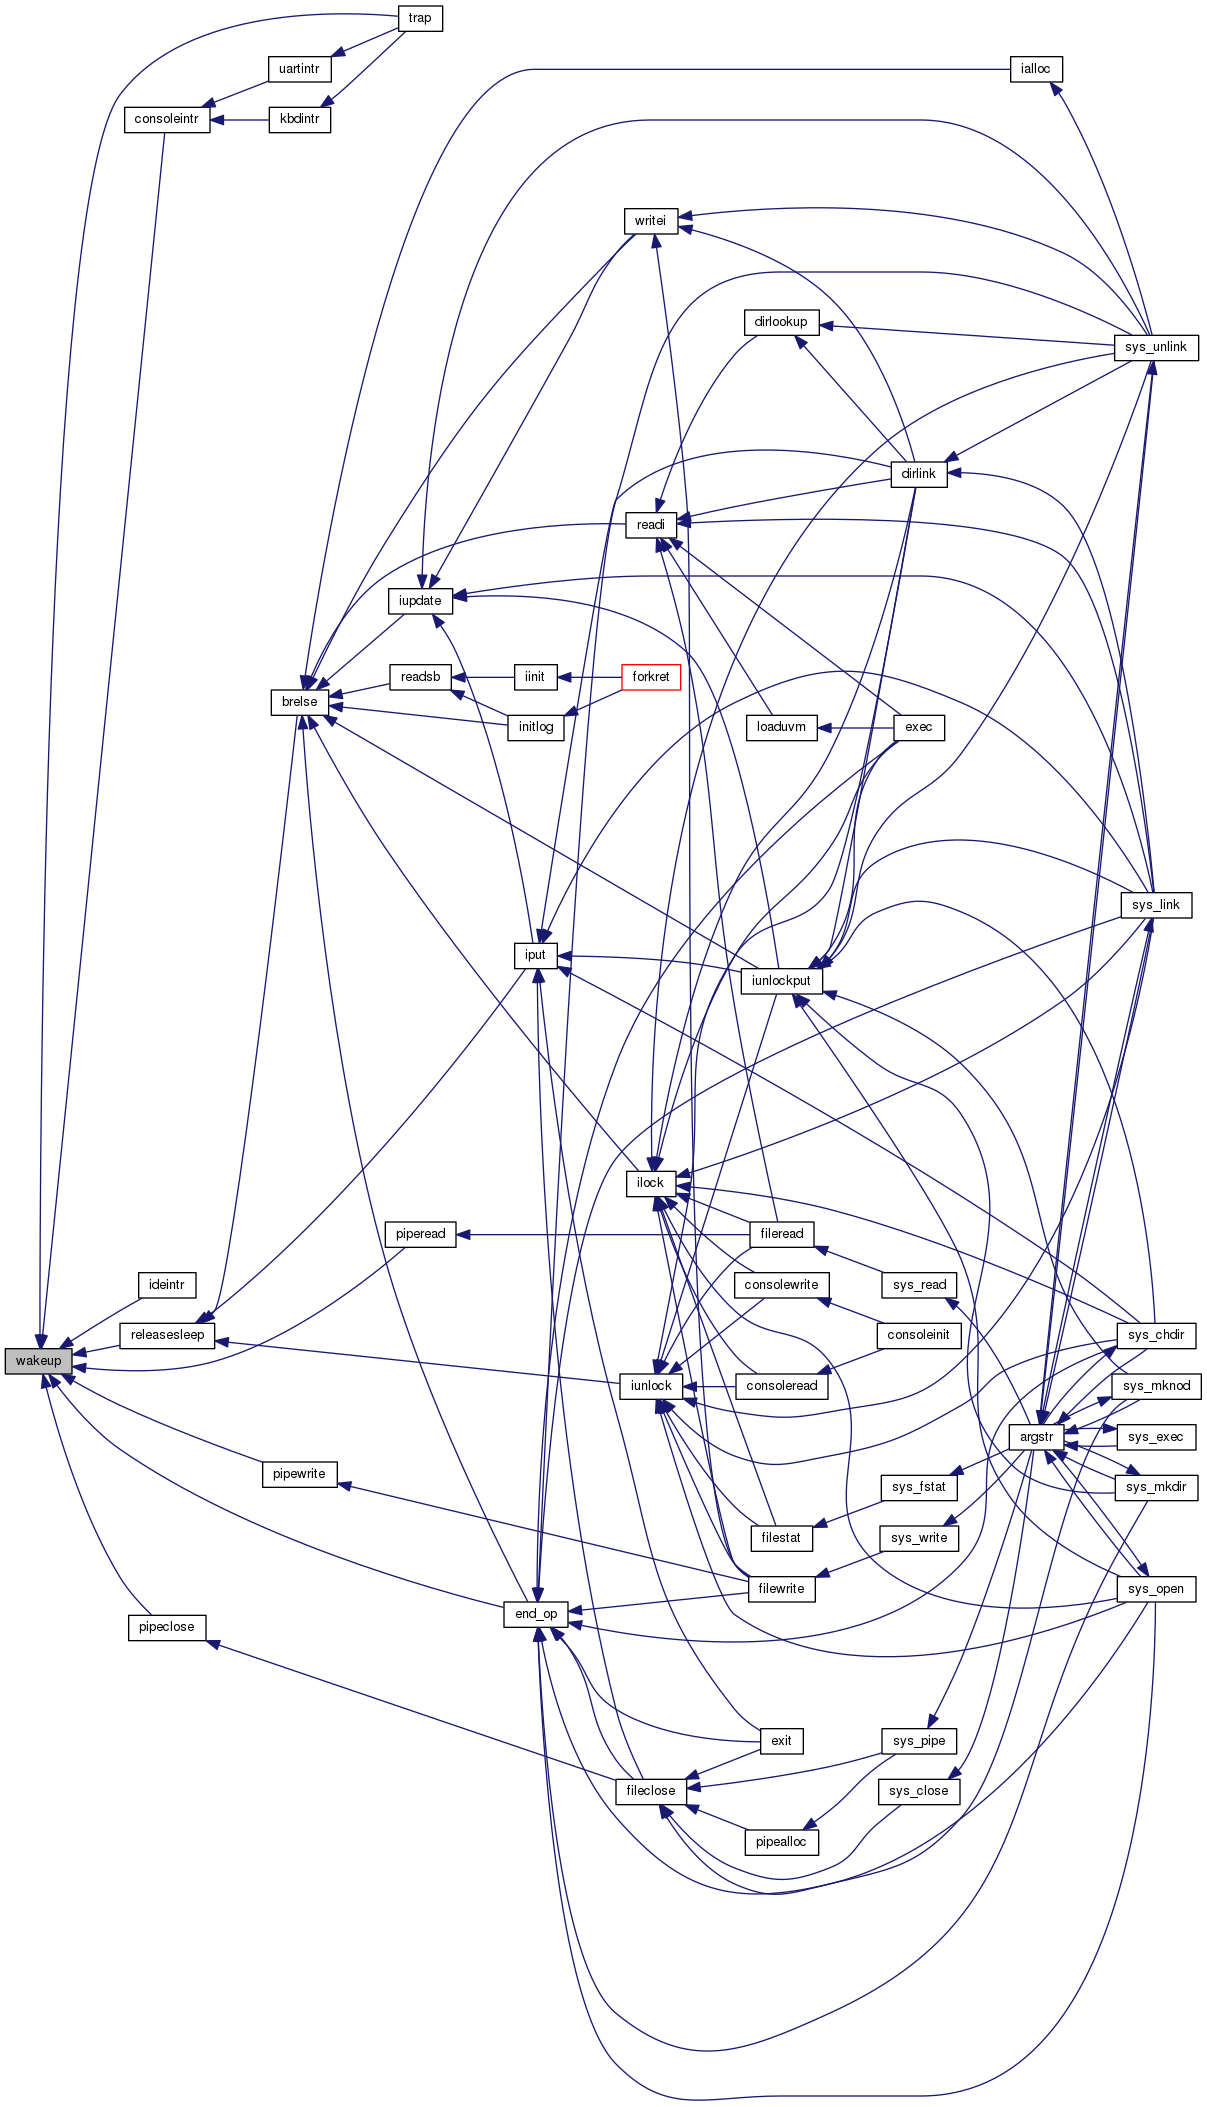 trap
uartintr
ialloc
consoleintr
kbdintr
writei
dirlookup
sys_unlink
dirlink
readi
iupdate
readsb
iinit
forkret
brelse
initlog
loaduvm
exec
sys_link
iput
iunlockput
ilock
piperead
fileread
ideintr
consolewrite
sys_read
releasesleep
consoleinit
sys_chdir
wakeup
iunlock
consoleread
sys_mknod
argstr
sys_exec
pipewrite
sys_fstat
sys_mkdir
filestat
sys_write
filewrite
sys_open
end_op
pipeclose
exit
sys_pipe
fileclose
sys_close
pipealloc